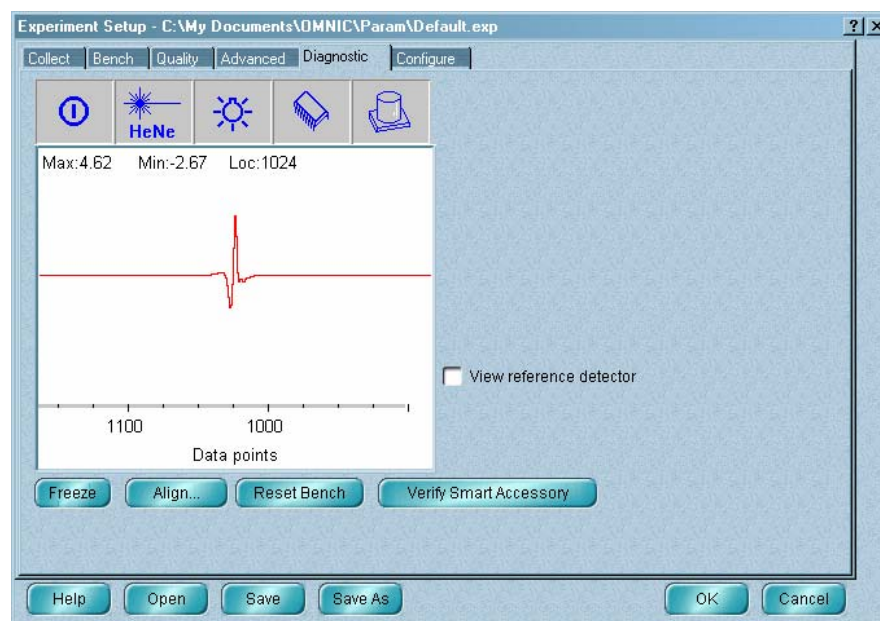 Experiment Setup - C:\My Documents\OMNIC\Param\Default.exp
Collect Bench Quality Advanced Diagnostic Configure
HeNe
Max:4.62 Min:-2.67 Loc:1024
View reference detector
1100 1000
Data points
Freeze Align... Reset Bench Verify Smart Accessory
Help Open Save Save As OK Cancel